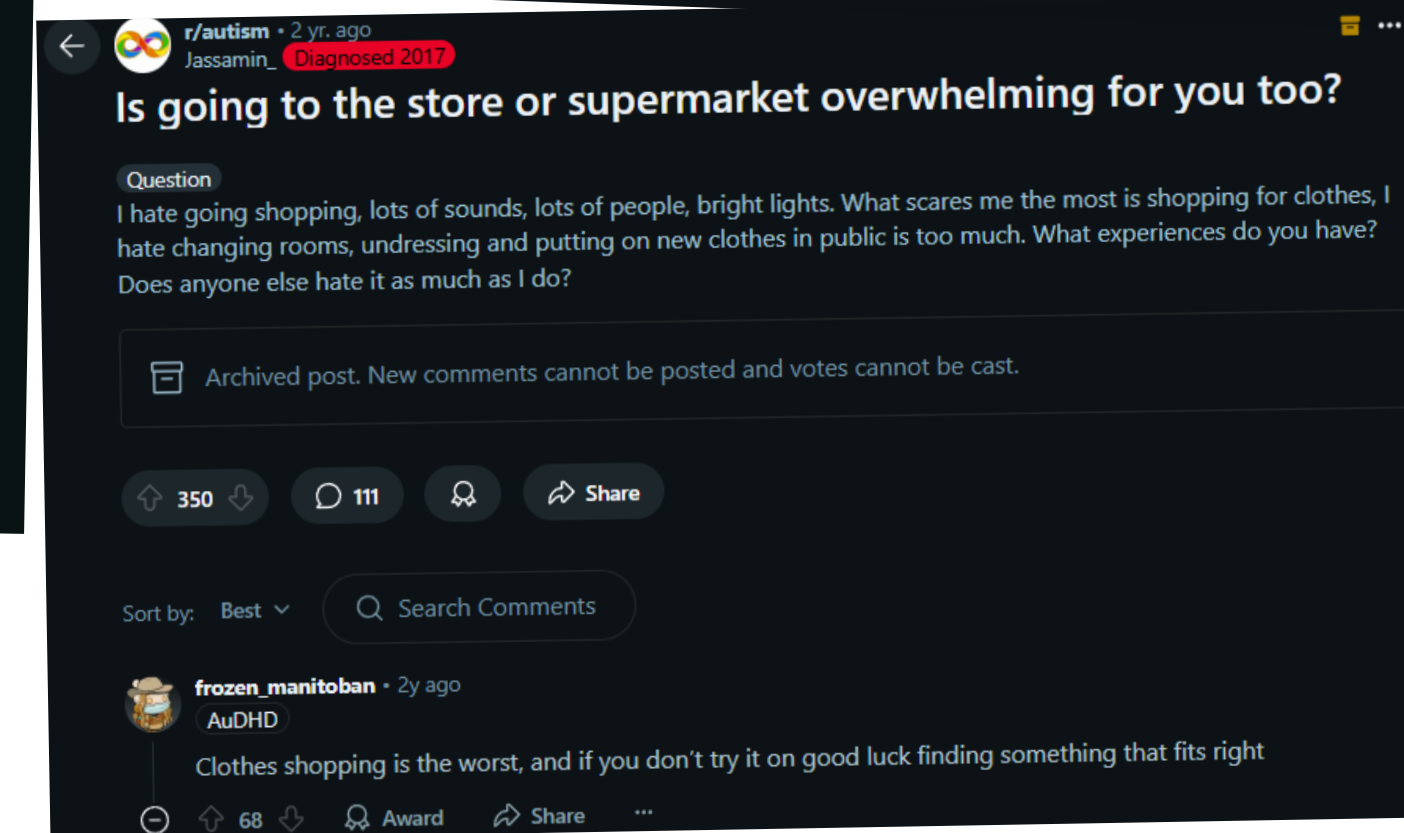 r/autism • 2 yr. ago
Jassamin_ Diagnosed 2017
Is going to the store or supermarket overwhelming for you too?
Question
I hate going shopping, lots of sounds, lots of people, bright lights. What scares me the most is shopping for clothes, I
hate changing rooms, undressing and putting on new clothes in public is too much. What experiences do you have?
Does anyone else hate it as much as I do?
Archived post. New comments cannot be posted and votes cannot be cast.
350 111 Share
Sort by: Best Search Comments
frozen_manitoban • 2y ago
AuDHD
Clothes shopping is the worst, and if you don't try it on good luck finding something that fits right
68 Award Share ...